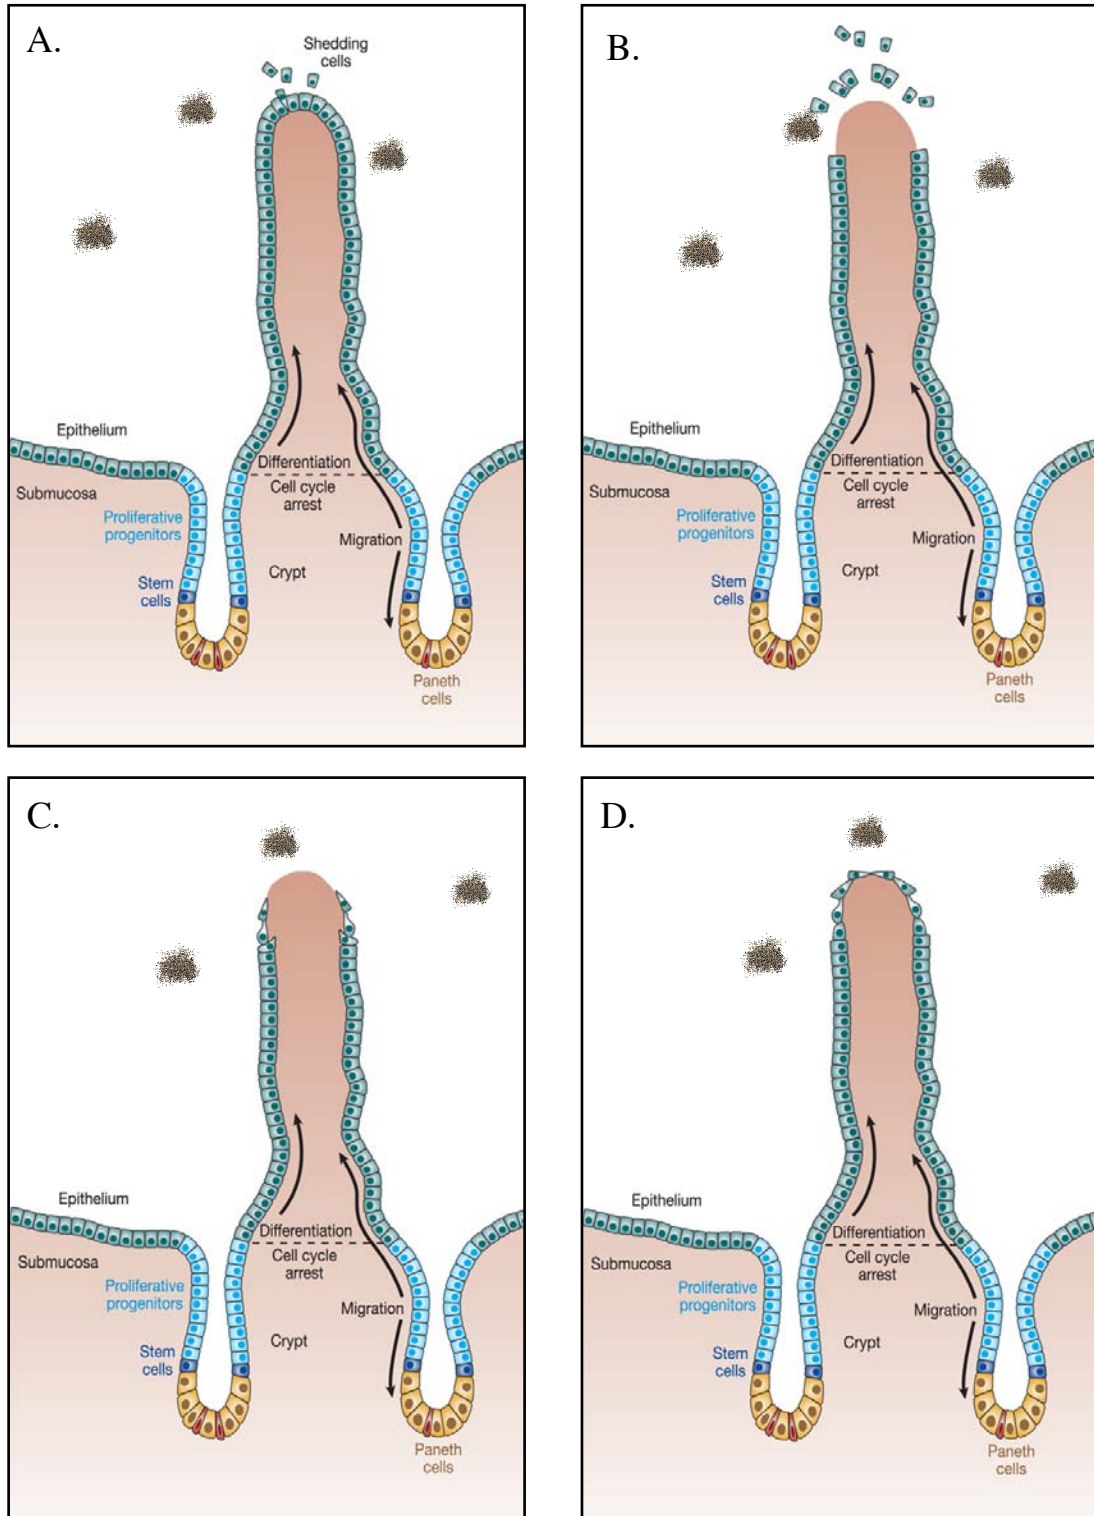 A.
Shedding
cells
Epithelium
Submucosa
Differentiation
Cell cycle
arrest
Proliferative
progenitors
Migration
Stem
cells
Crypt
Paneth
cells
B.
Epithelium
Submucosa
Differentiation
Cell cycle
arrest
Proliferative
progenitors
Migration
Stem
cells
Crypt
Paneth
cells
C.
Epithelium
Submucosa
Differentiation
Cell cycle
arrest
Proliferative
progenitors
Migration
Stem
cells
Crypt
Paneth
cells
D.
Epithelium
Submucosa
Differentiation
Cell cycle
arrest
Proliferative
progenitors
Migration
Stem
cells
Crypt
Paneth
cells